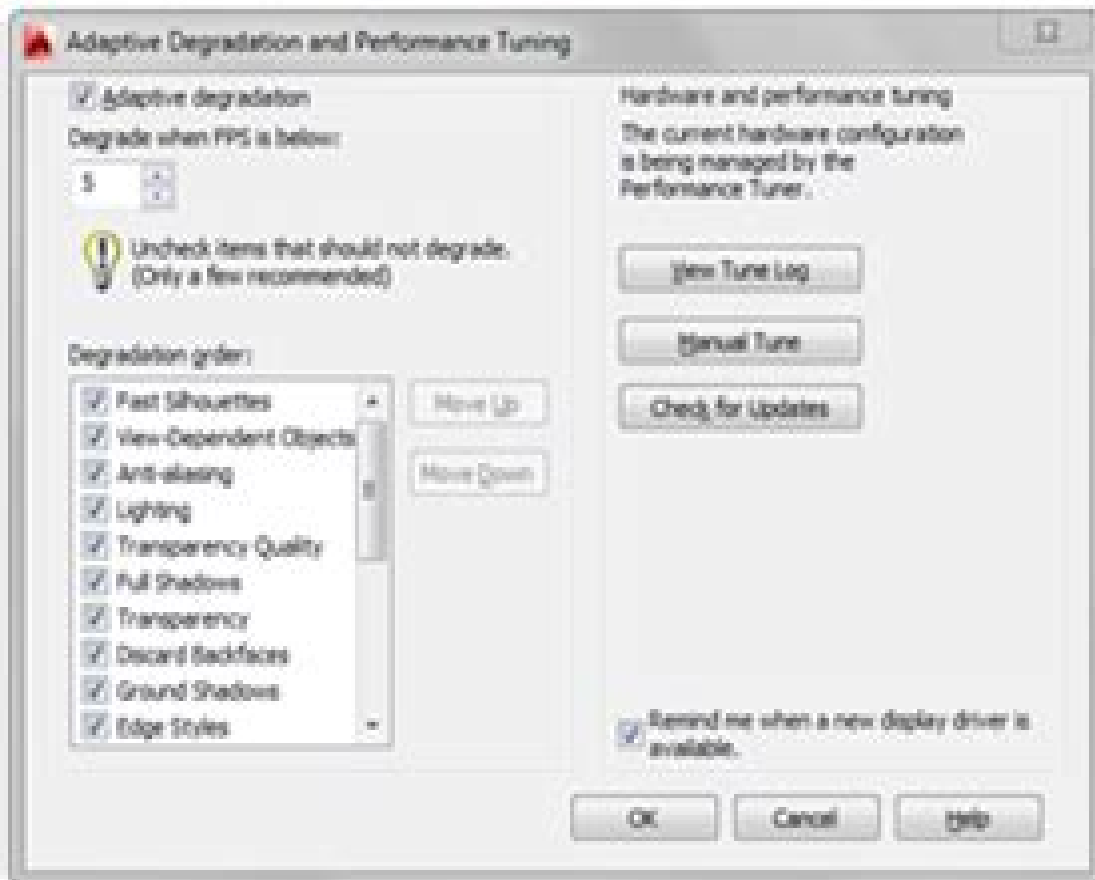 Adaptive Degradation and Performance Tuning
Adaptive degradation
Degrade when FPS is below:
5
Uncheck items that should not degrade.
(Only a few recommended)
Degradation order:
Fast Silhouettes
View-Dependent Objects
Anti-aliasing
Lighting
Transparency Quality
Full Shadows
Transparency
Discard Backfaces
Ground Shadows
Edge Styles
Move Up
Move Down
Hardware and performance tuning
The current hardware configuration
is being managed by the
Performance Tuner.
View Tune Log
Manual Tune
Check for Updates
Remind me when a new display driver is
available.
OK
Cancel
Help